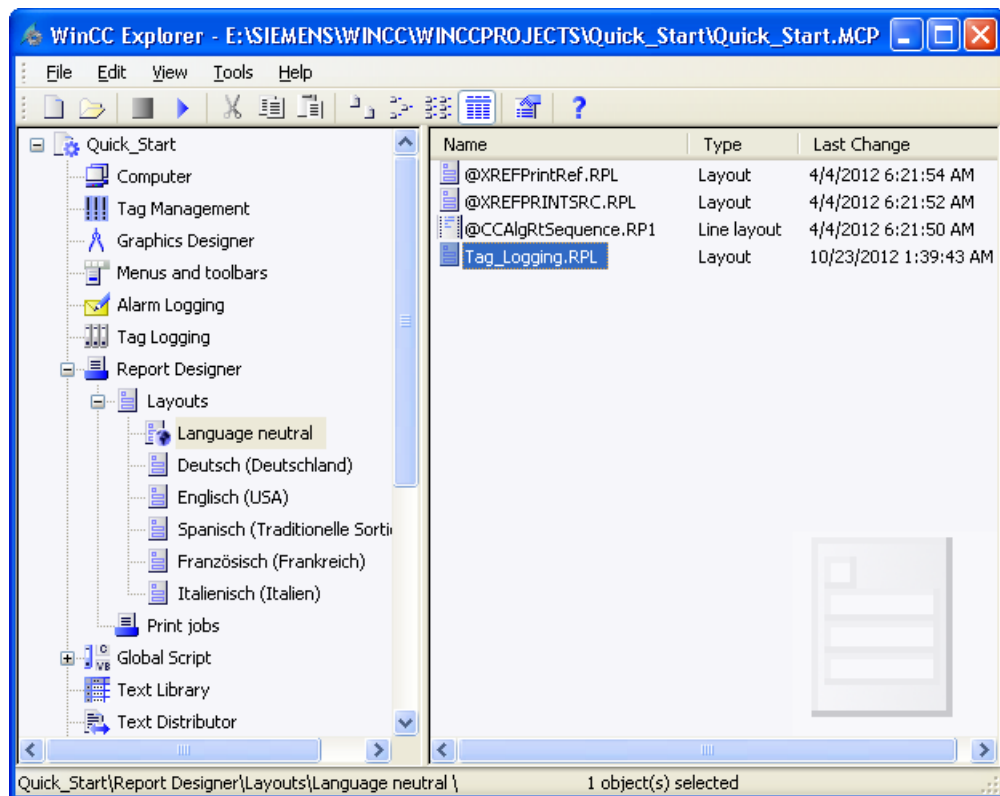 WinCC Explorer - E:\SIEMENS\WINCC\WINCCPROJECTS\Quick_Start\Quick_Start.MCP
File Edit View Tools Help
Quick_Start
Computer
Tag Management
Graphics Designer
Menus and toolbars
Alarm Logging
Tag Logging
Report Designer
Layouts
Language neutral
Deutsch (Deutschland)
Englisch (USA)
Spanisch (Traditionelle Sorti
Französisch (Frankreich)
Italienisch (Italien)
Print jobs
Global Script
Text Library
Text Distributor
Name Type Last Change
@XREFPrintRef.RPL Layout 4/4/2012 6:21:54 AM
@XREFPRINTSRC.RPL Layout 4/4/2012 6:21:52 AM
@CCAlgRtSequence.RP1 Line layout 4/4/2012 6:21:50 AM
Tag_Logging.RPL Layout 10/23/2012 1:39:43 AM
Quick_Start\Report Designer\Layouts\Language neutral \ 1 object(s) selected